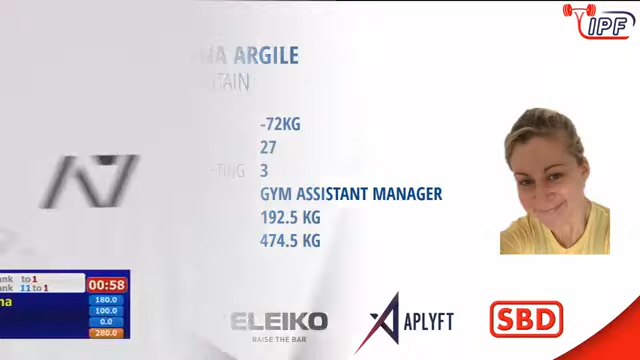 IPF
NA ARGILE
TAIN
-72KG
27
TING 3
GYM ASSISTANT MANAGER
192.5 KG
474.5 KG
ank to 1
ank 11 to 1
00:58
na
180.0
100.0
0.0
280.0
ELEIKO
RAISE THE BAR
APLYFT
SBD